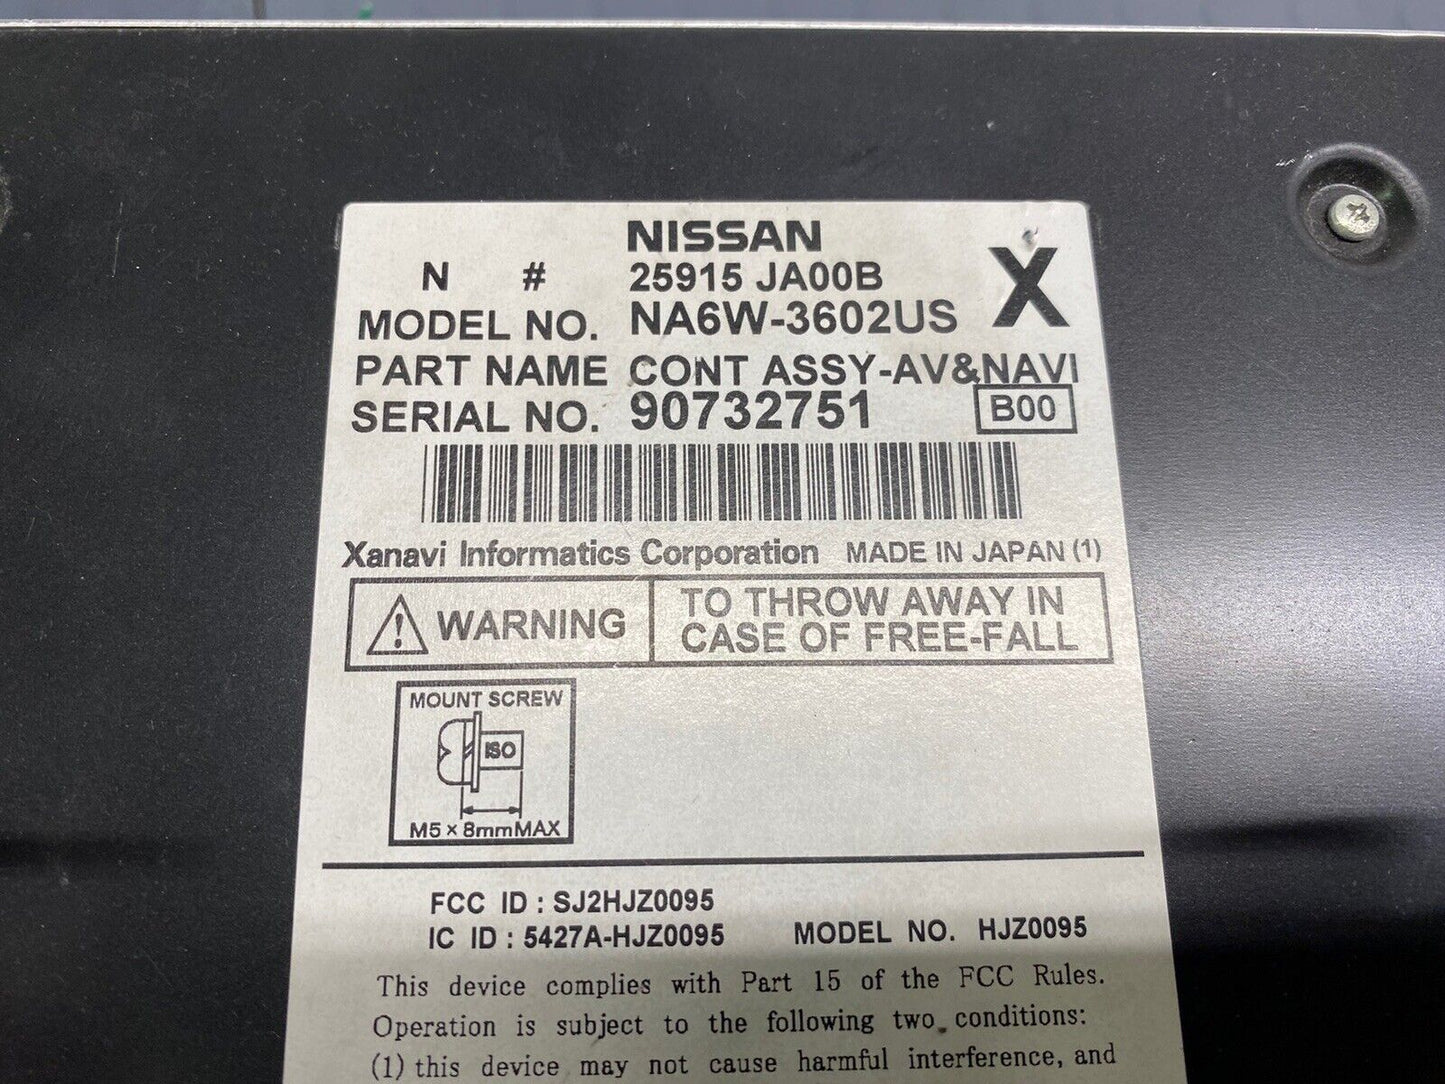 NISSAN
N # 25915 JA00B
X
MODEL NO. NA6W-3602US
PART NAME CONT ASSY-AV&NAVI
SERIAL NO. 90732751
B00
Xanavi Informatics Corporation MADE IN JAPAN (1)
WARNING
TO THROW AWAY IN
CASE OF FREE-FALL
MOUNT SCREW
ISO
M5×8mmMAX
FCC ID : SJ2HJZ0095
IC ID : 5427A-HJZ0095 MODEL NO. HJZ0095
This device complies with Part 15 of the FCC Rules.
Operation is subject to the following two conditions:
(1) this device may not cause harmful interference, and